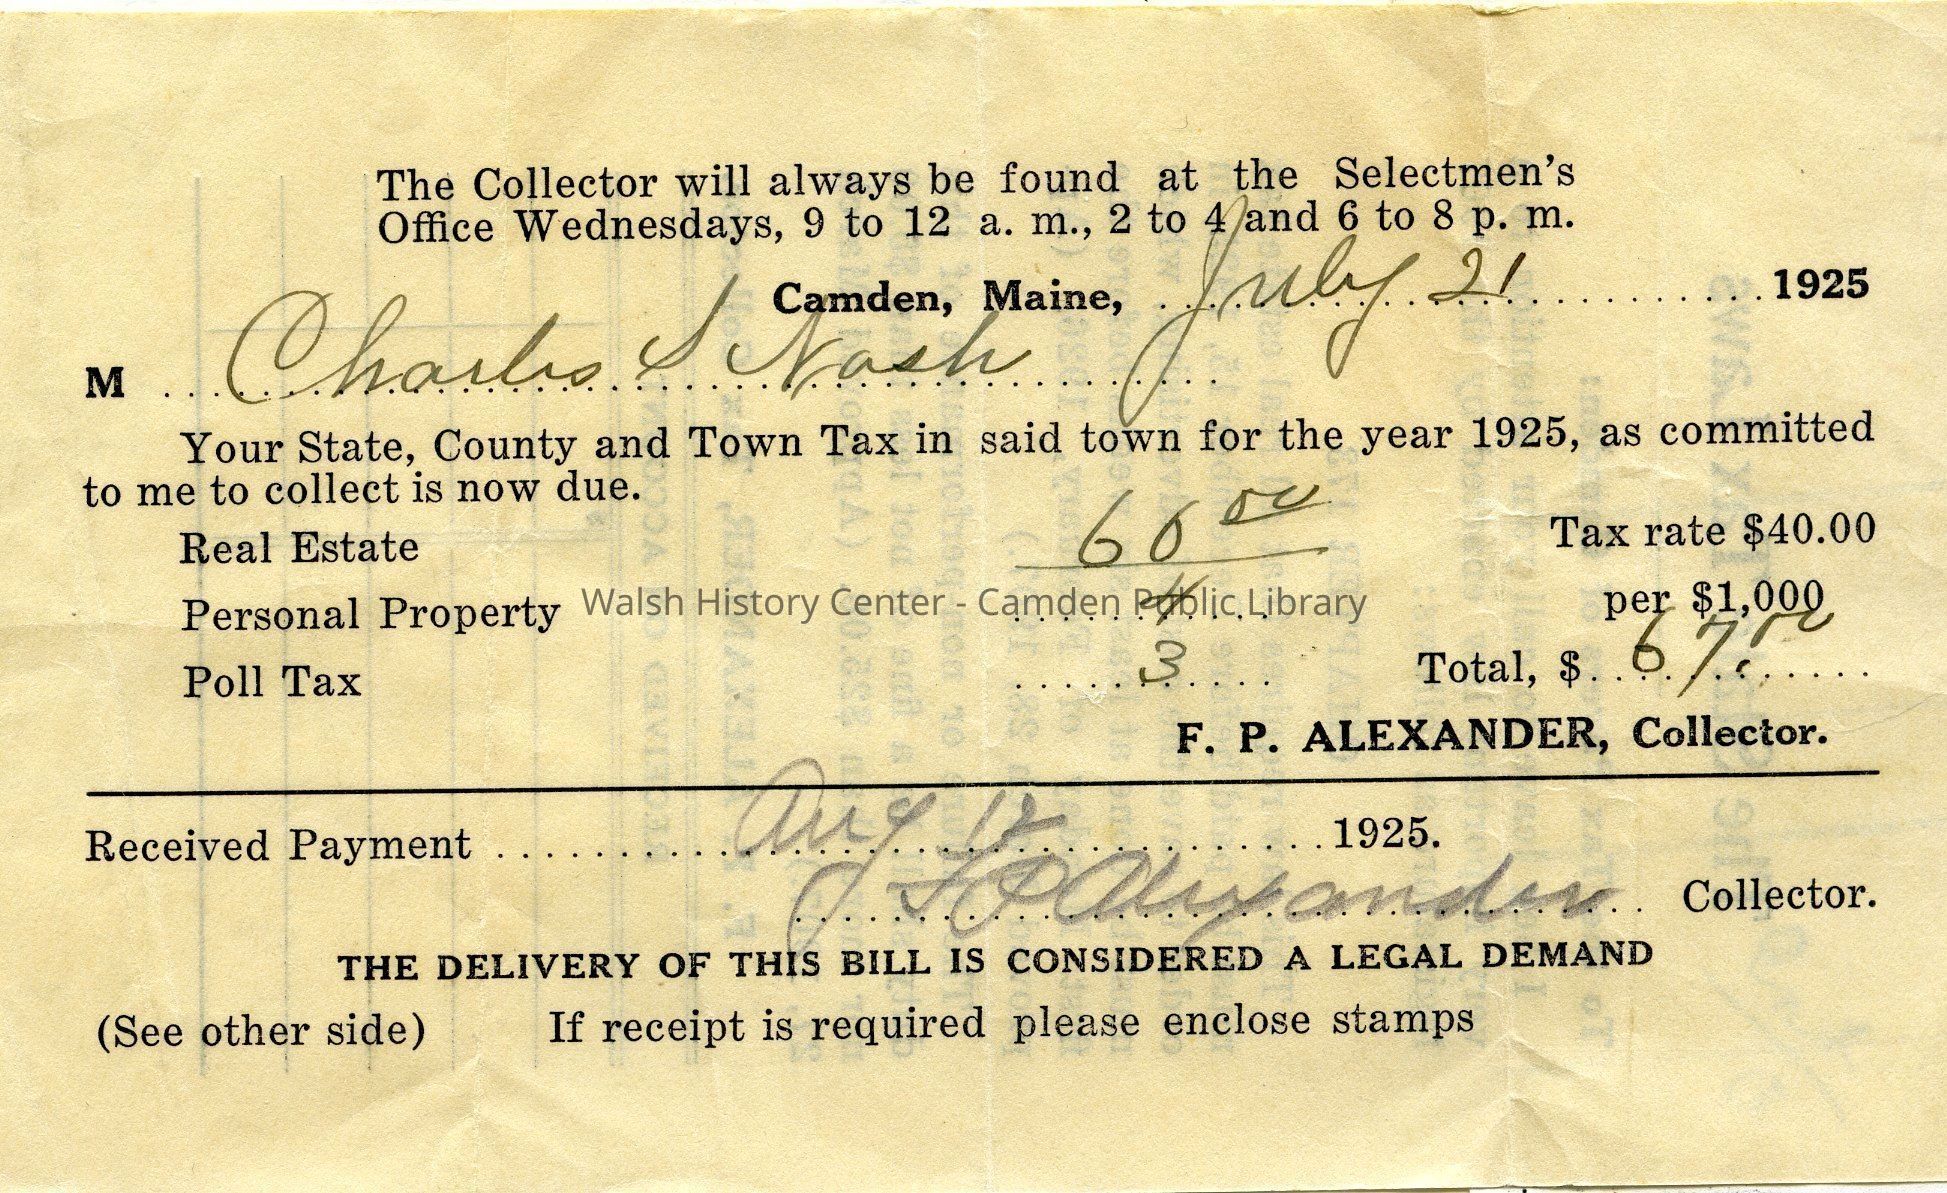 The Collector will always be found at the Selectmen's
Office Wednesdays, 9 to 12 a. m., 2 to 4 and 6 to 8 p. m.
Camden, Maine, July 21 1925
M Charles S Nash
Your State, County and Town Tax in said town for the year 1925, as committed
to me to collect is now due.
Real Estate 60 00 Tax rate $40.00
Personal Property 4 per $1,000
Walsh History Center - Camden Public Library
Poll Tax 3 Total, $ 67.00
F. P. ALEXANDER, Collector.
Received Payment Aug 12 1925.
F P Alexander Collector.
THE DELIVERY OF THIS BILL IS CONSIDERED A LEGAL DEMAND
(See other side) If receipt is required please enclose stamps